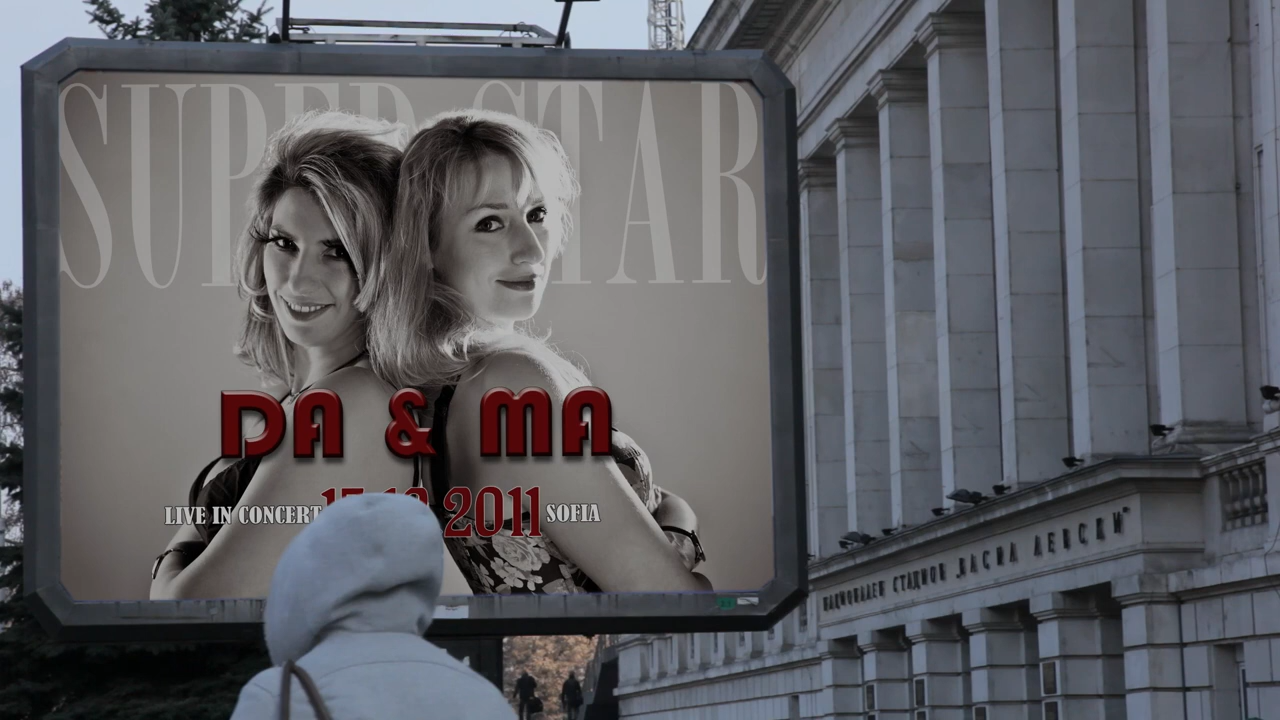 SUPER STAR
DA & MA
LIVE IN CONCERT 2011 SOFIA
НАЦИОНАЛЕН СТАДИОН „ВАСИЛ ЛЕВСКИ"